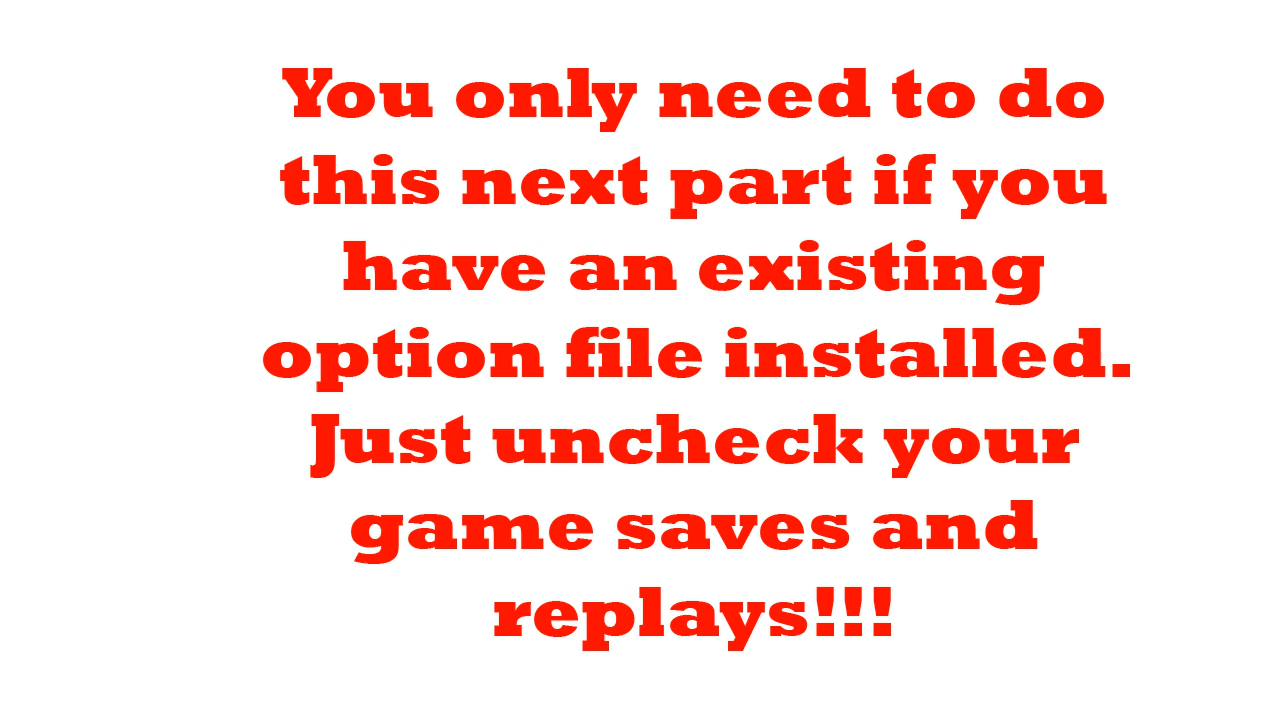 You only need to do
this next part if you
have an existing
option file installed.
Just uncheck your
game saves and
replays!!!